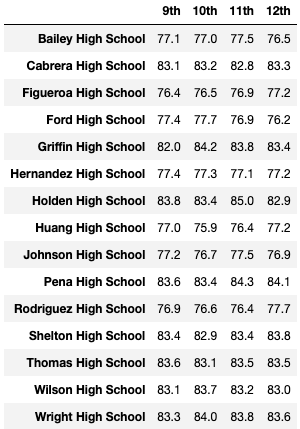 9th 10th 11th 12th
Bailey High School 77.1 77.0 77.5 76.5
Cabrera High School 83.1 83.2 82.8 83.3
Figueroa High School 76.4 76.5 76.9 77.2
Ford High School 77.4 77.7 76.9 76.2
Griffin High School 82.0 84.2 83.8 83.4
Hernandez High School 77.4 77.3 77.1 77.2
Holden High School 83.8 83.4 85.0 82.9
Huang High School 77.0 75.9 76.4 77.2
Johnson High School 77.2 76.7 77.5 76.9
Pena High School 83.6 83.4 84.3 84.1
Rodriguez High School 76.9 76.6 76.4 77.7
Shelton High School 83.4 82.9 83.4 83.8
Thomas High School 83.6 83.1 83.5 83.5
Wilson High School 83.1 83.7 83.2 83.0
Wright High School 83.3 84.0 83.8 83.6